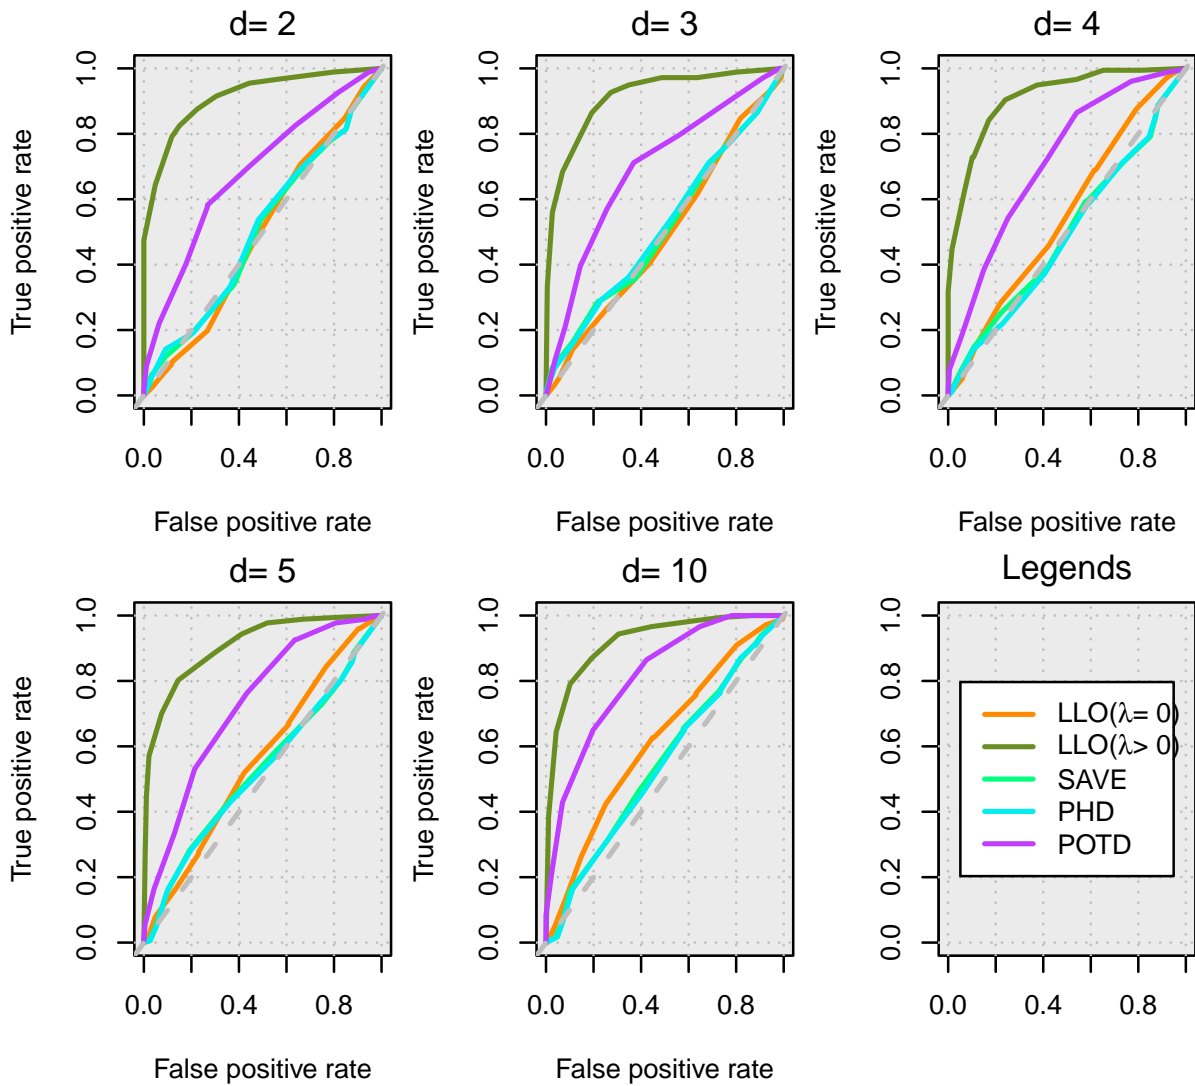 d= 2
d= 3
d= 4
True positive rate
0.0 0.2 0.4 0.6 0.8 1.0
0.0 0.4 0.8
False positive rate
True positive rate
0.0 0.2 0.4 0.6 0.8 1.0
0.0 0.4 0.8
False positive rate
True positive rate
0.0 0.2 0.4 0.6 0.8 1.0
0.0 0.4 0.8
False positive rate
d= 5
d= 10
Legends
True positive rate
0.0 0.2 0.4 0.6 0.8 1.0
0.0 0.4 0.8
False positive rate
True positive rate
0.0 0.2 0.4 0.6 0.8 1.0
0.0 0.4 0.8
False positive rate
0.0 0.2 0.4 0.6 0.8 1.0
0.0 0.4 0.8
LLO(λ= 0)
LLO(λ> 0)
SAVE
PHD
POTD